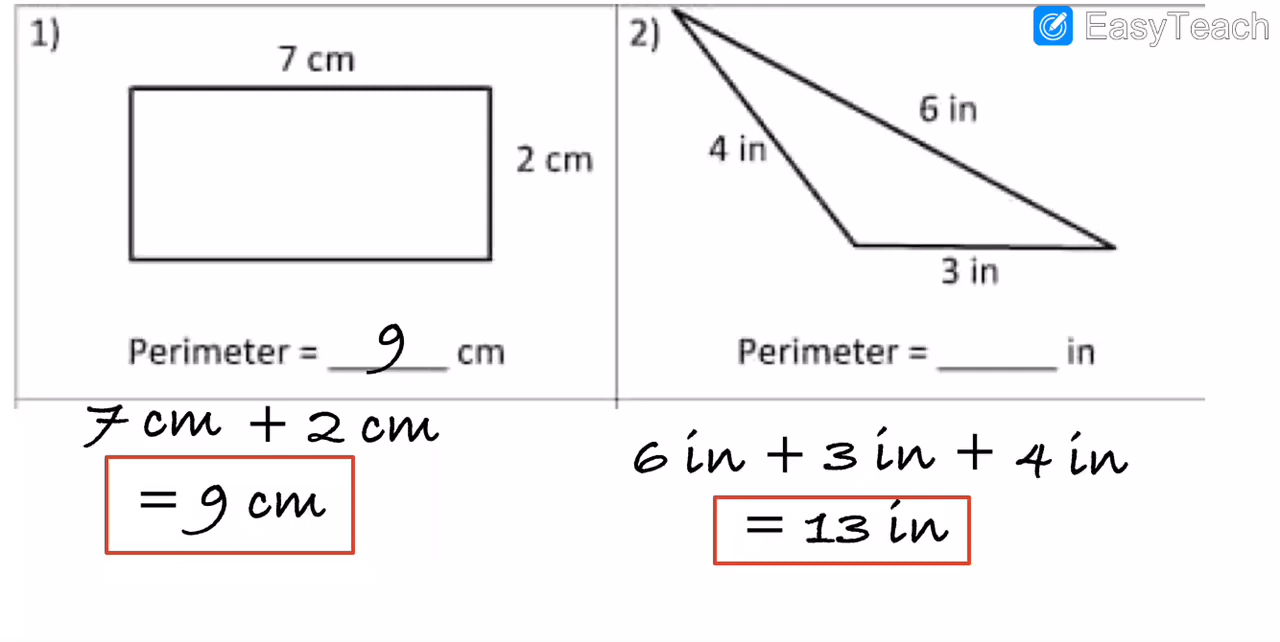 1)
7 cm
2 cm
Perimeter = 9 cm
7 cm + 2 cm
= 9 cm
2)
EasyTeach
6 in
4 in
3 in
Perimeter = ______ in
6 in + 3 in + 4 in
= 13 in